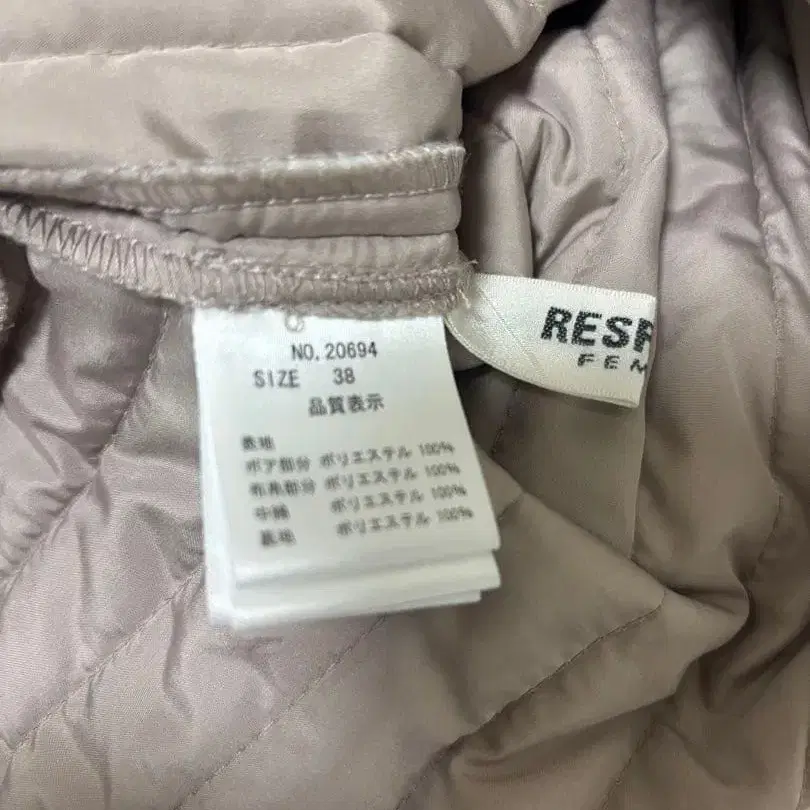 NO. 20694
SIZE 38
品質表示
表地
ボア部分 ポリエステル 100%
布帛部分 ポリエステル 100%
中綿 ポリエステル 100%
裏地 ポリエステル 100%
RESP
FEM